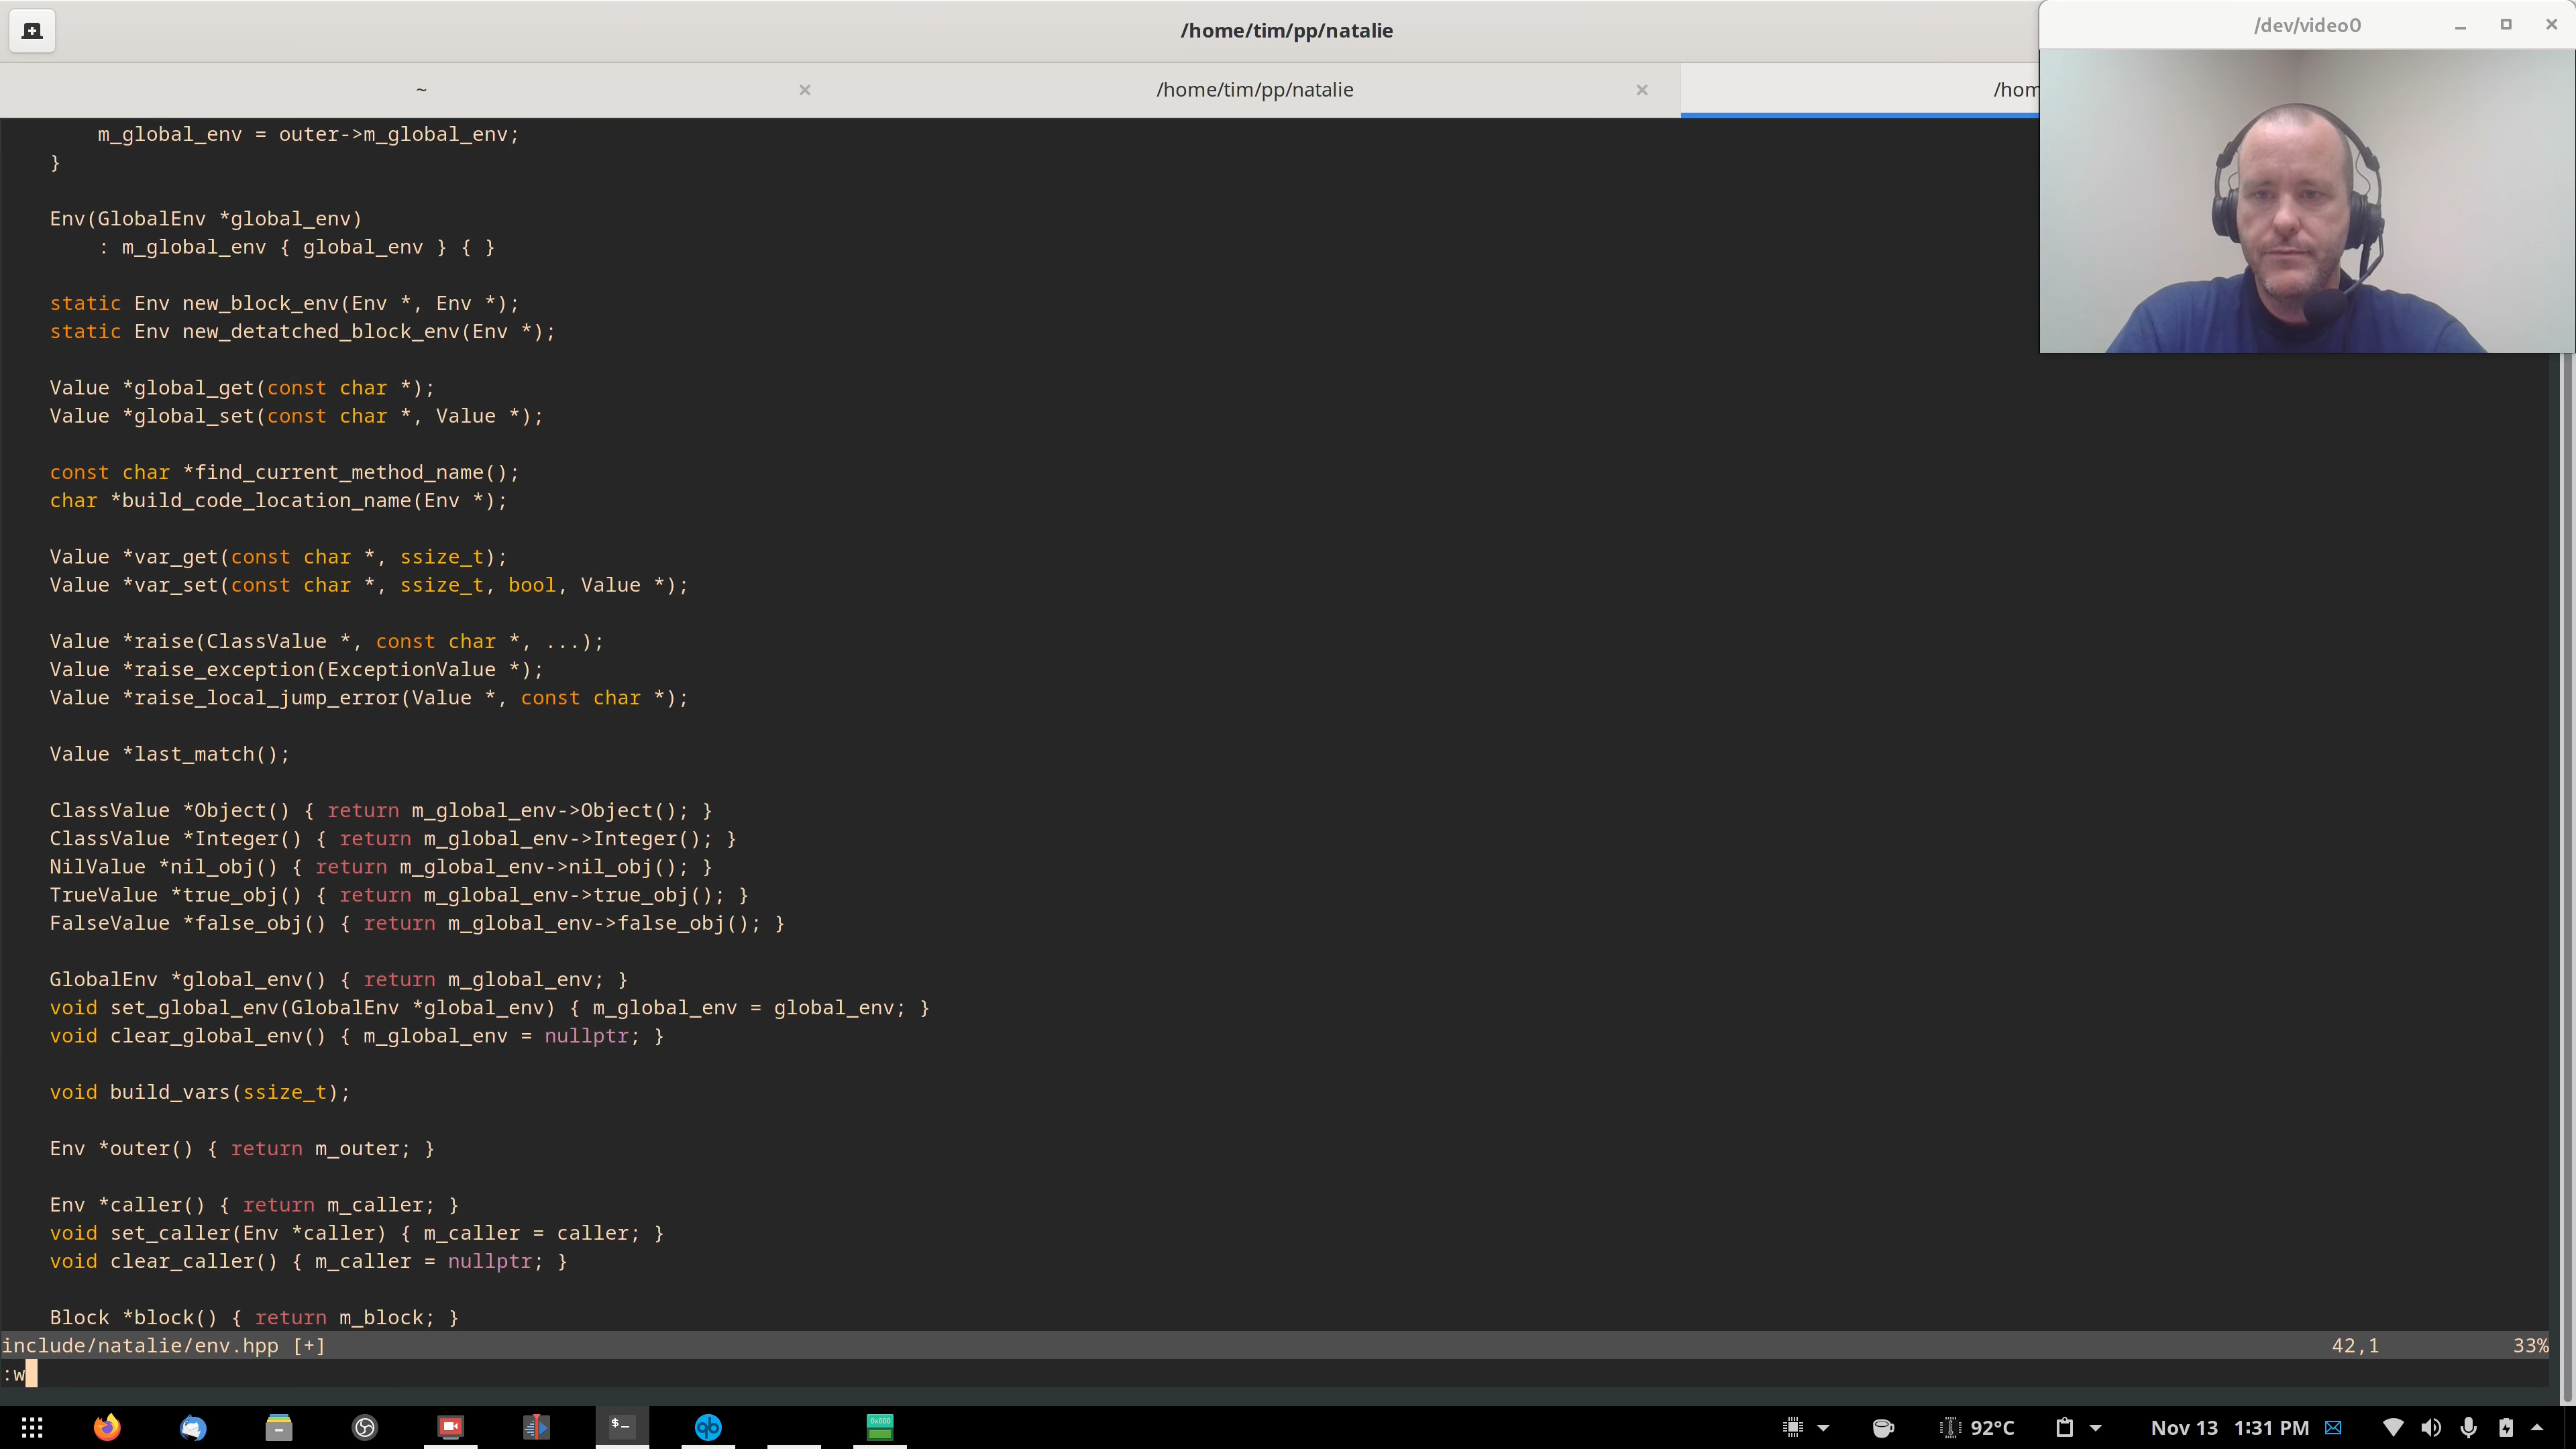 /home/tim/pp/natalie
/dev/video0
~
/home/tim/pp/natalie
/hom
        m_global_env = outer->m_global_env;
    }
    Env(GlobalEnv *global_env)
        : m_global_env { global_env } { }
    static Env new_block_env(Env *, Env *);
    static Env new_detatched_block_env(Env *);
    Value *global_get(const char *);
    Value *global_set(const char *, Value *);
    const char *find_current_method_name();
    char *build_code_location_name(Env *);
    Value *var_get(const char *, ssize_t);
    Value *var_set(const char *, ssize_t, bool, Value *);
    Value *raise(ClassValue *, const char *, ...);
    Value *raise_exception(ExceptionValue *);
    Value *raise_local_jump_error(Value *, const char *);
    Value *last_match();
    ClassValue *Object() { return m_global_env->Object(); }
    ClassValue *Integer() { return m_global_env->Integer(); }
    NilValue *nil_obj() { return m_global_env->nil_obj(); }
    TrueValue *true_obj() { return m_global_env->true_obj(); }
    FalseValue *false_obj() { return m_global_env->false_obj(); }
    GlobalEnv *global_env() { return m_global_env; }
    void set_global_env(GlobalEnv *global_env) { m_global_env = global_env; }
    void clear_global_env() { m_global_env = nullptr; }
    void build_vars(ssize_t);
    Env *outer() { return m_outer; }
    Env *caller() { return m_caller; }
    void set_caller(Env *caller) { m_caller = caller; }
    void clear_caller() { m_caller = nullptr; }
    Block *block() { return m_block; }
include/natalie/env.hpp [+] 42,1 33%
:w
$_ qb 0x000 92°C Nov 13 1:31 PM